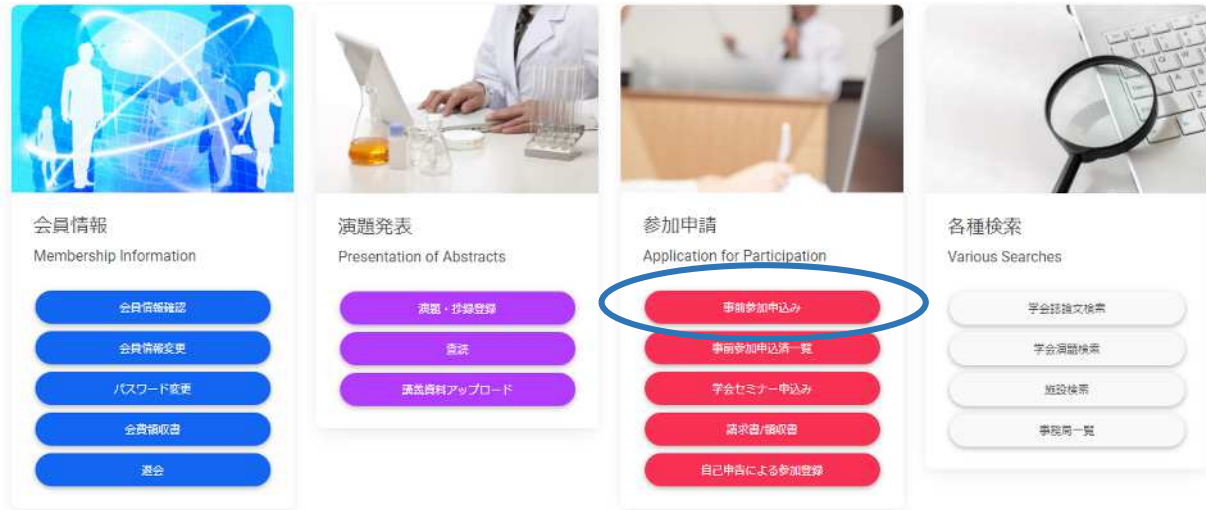 会員情報
Membership Information
会員情報確認
会員情報変更
パスワード変更
会費領収書
退会
演題発表
Presentation of Abstracts
演題・抄録登録
査読
講義資料アップロード
参加申請
Application for Participation
事前参加申込み
事前参加申込済一覧
学会セミナー申込み
請求書/領収書
自己申告による参加登録
各種検索
Various Searches
学会誌論文検索
学会演題検索
施設検索
事務局一覧